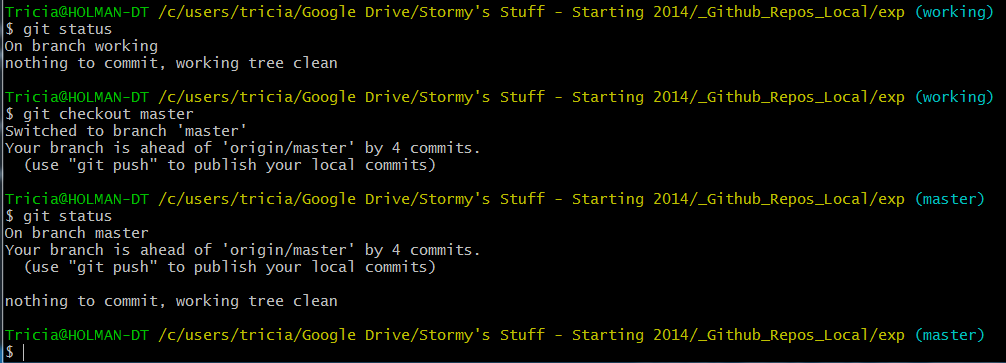 Tricia@HOLMAN-DT /c/users/tricia/Google Drive/Stormy's Stuff - Starting 2014/_Github_Repos_Local/exp (working)
$ git status
On branch working
nothing to commit, working tree clean
Tricia@HOLMAN-DT /c/users/tricia/Google Drive/Stormy's Stuff - Starting 2014/_Github_Repos_Local/exp (working)
$ git checkout master
Switched to branch 'master'
Your branch is ahead of 'origin/master' by 4 commits.
  (use "git push" to publish your local commits)
Tricia@HOLMAN-DT /c/users/tricia/Google Drive/Stormy's Stuff - Starting 2014/_Github_Repos_Local/exp (master)
$ git status
On branch master
Your branch is ahead of 'origin/master' by 4 commits.
  (use "git push" to publish your local commits)
nothing to commit, working tree clean
Tricia@HOLMAN-DT /c/users/tricia/Google Drive/Stormy's Stuff - Starting 2014/_Github_Repos_Local/exp (master)
$